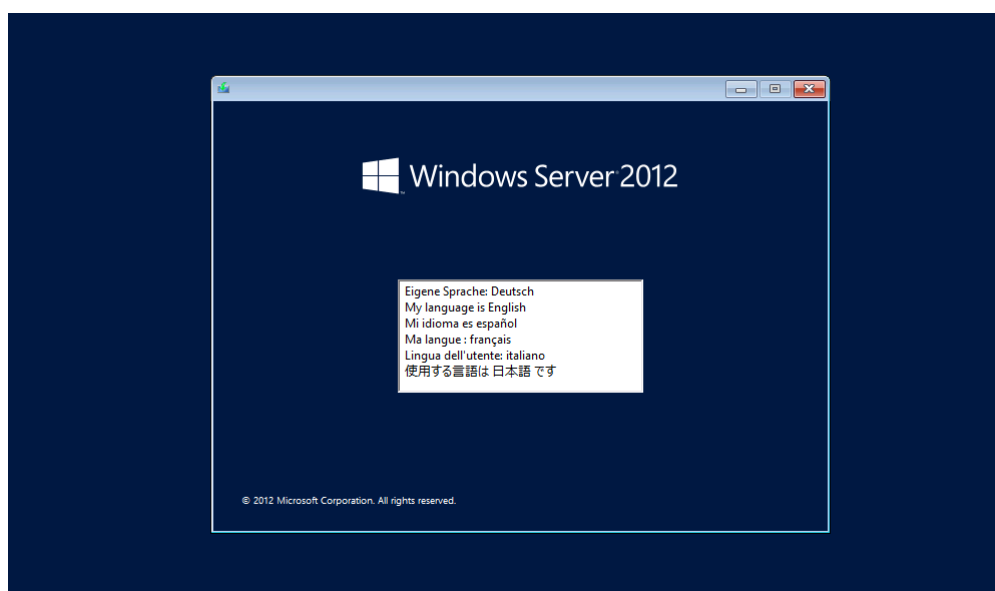 Windows Server 2012
Eigene Sprache: Deutsch
My language is English
Mi idioma es español
Ma langue : français
Lingua dell'utente: italiano
使用する言語は 日本語 です
© 2012 Microsoft Corporation. All rights reserved.